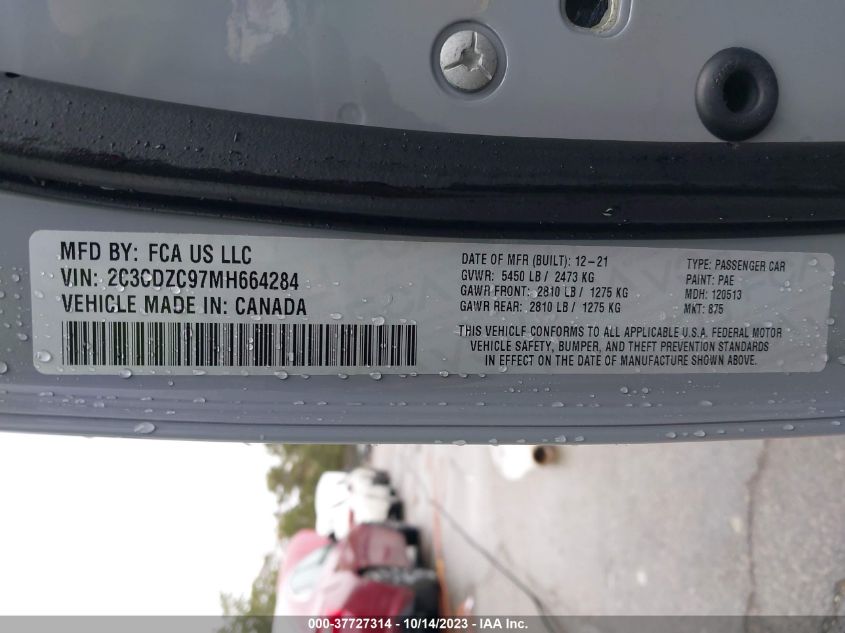 MFD BY: FCA US LLC
VIN: 2C3CDZC97MH664284
VEHICLE MADE IN: CANADA
DATE OF MFR (BUILT): 12-21
GVWR: 5450 LB / 2473 KG
GAWR FRONT: 2810 LB / 1275 KG
GAWR REAR: 2810 LB / 1275 KG
TYPE: PASSENGER CAR
PAINT: PAE
MDH: 120513
MKT: 875
THIS VEHICLE CONFORMS TO ALL APPLICABLE U.S.A. FEDERAL MOTOR
VEHICLE SAFETY, BUMPER, AND THEFT PREVENTION STANDARDS
IN EFFECT ON THE DATE OF MANUFACTURE SHOWN ABOVE.
000-37727314 - 10/14/2023 - IAA Inc.